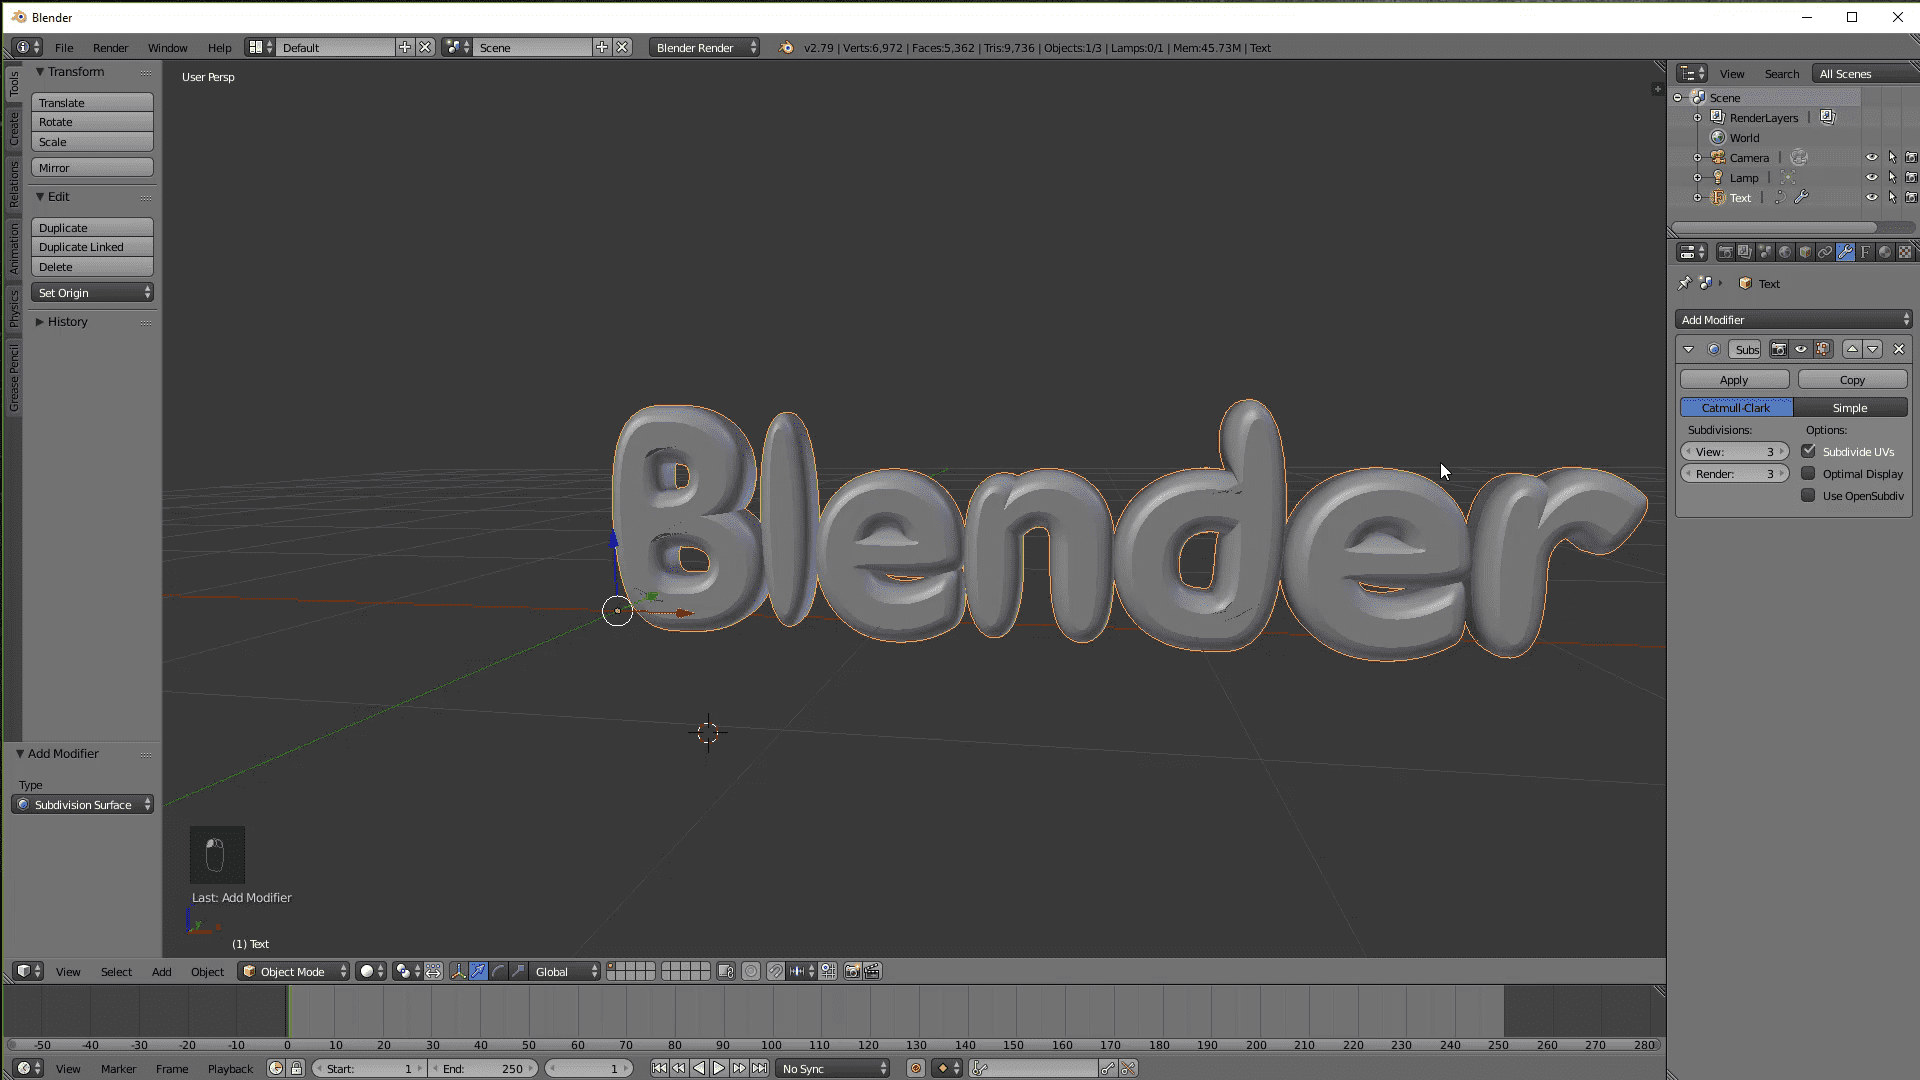 Blender
File Render Window Help Default Scene Blender Render v2.79 | Verts:6,972 | Faces:5,362 | Tris:9,736 | Objects:1/3 | Lamps:0/1 | Mem:45.73M | Text
Tools
Create
Relations
Animation
Physics
Grease Pencil
Transform
Translate
Rotate
Scale
Mirror
Edit
Duplicate
Duplicate Linked
Delete
Set Origin
History
Add Modifier
Type
Subdivision Surface
User Persp
Blender
Last: Add Modifier
y
(1) Text
View Search All Scenes
Scene
RenderLayers |
World
Camera |
Lamp |
Text |
F
Text
Add Modifier
Subs
Apply Copy
Catmull-Clark Simple
Subdivisions: Options:
View: 3 Subdivide UVs
Render: 3 Optimal Display
Use OpenSubdiv
View Select Add Object Object Mode Global
-50 -40 -30 -20 -10 0 10 20 30 40 50 60 70 80 90 100 110 120 130 140 150 160 170 180 190 200 210 220 230 240 250 260 270 280
View Marker Frame Playback Start: 1 End: 250 1 No Sync